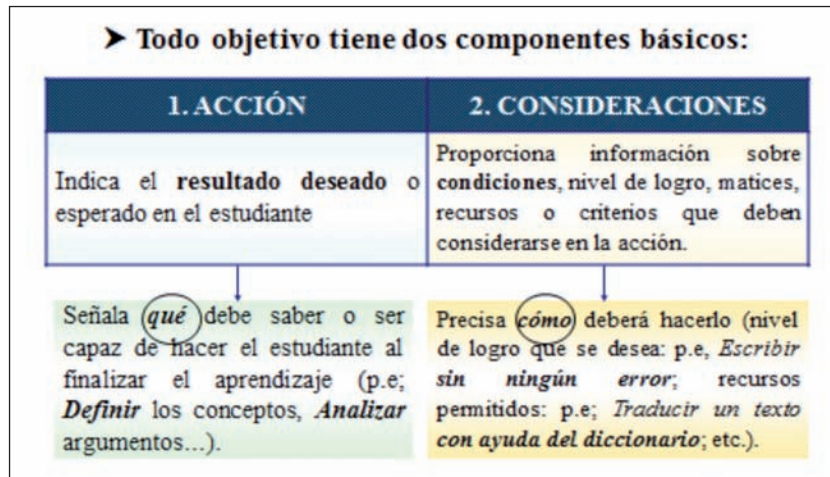 ➤ Todo objetivo tiene dos componentes básicos:
1. ACCIÓN
2. CONSIDERACIONES
Indica el resultado deseado o
esperado en el estudiante
Proporciona información sobre
condiciones, nivel de logro, matices,
recursos o criterios que deben
considerarse en la acción.
Señala qué debe saber o ser
capaz de hacer el estudiante al
finalizar el aprendizaje (p.e;
Definir los conceptos, Analizar
argumentos...).
Precisa cómo deberá hacerlo (nivel
de logro que se desea: p.e, Escribir
sin ningún error; recursos
permitidos: p.e; Traducir un texto
con ayuda del diccionario; etc.).